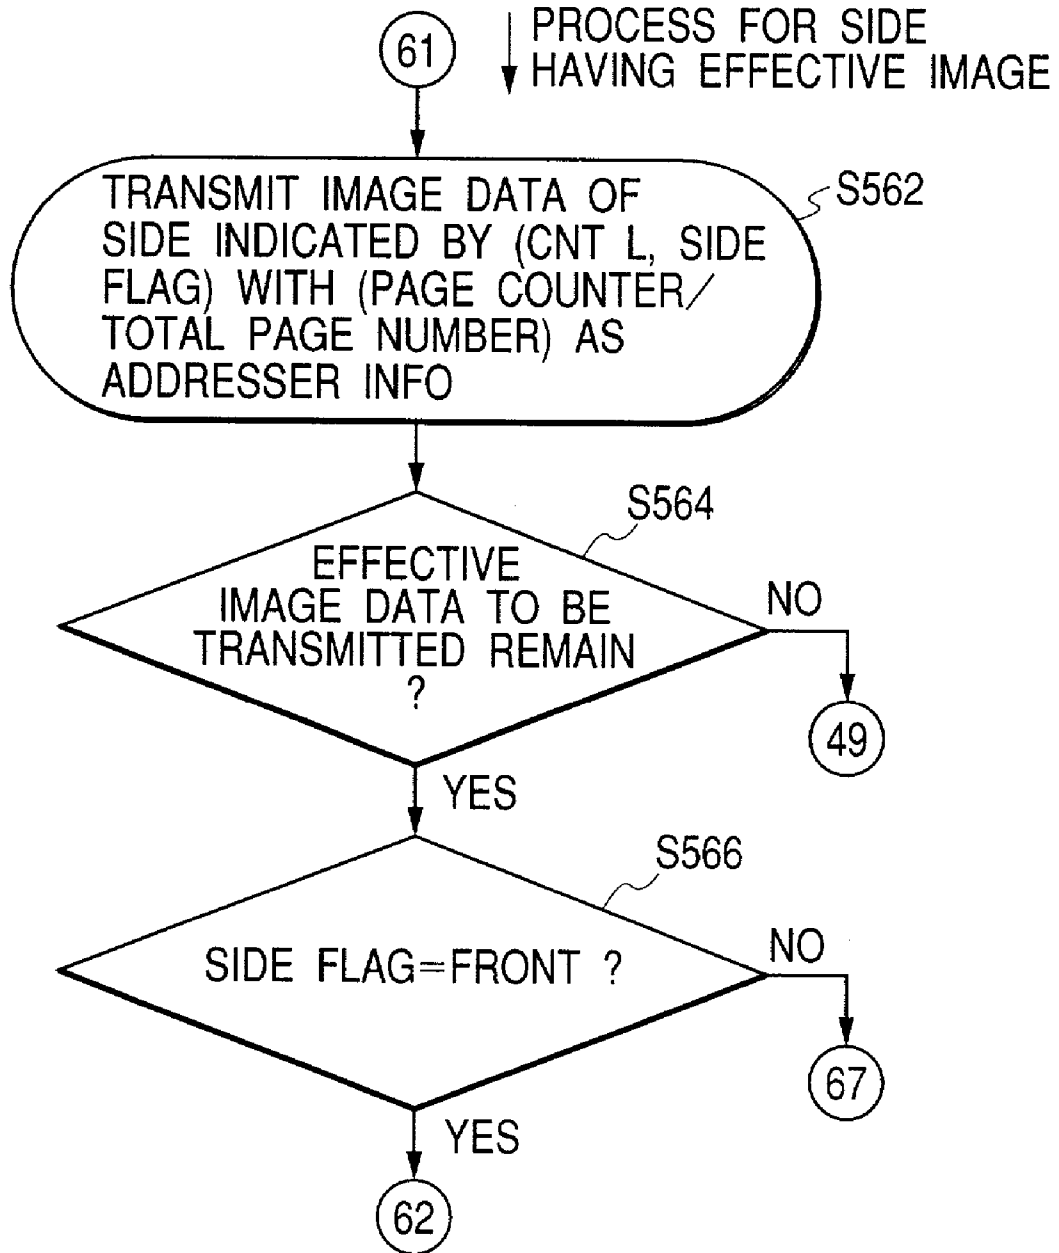 61
PROCESS FOR SIDE
HAVING EFFECTIVE IMAGE
TRANSMIT IMAGE DATA OF
SIDE INDICATED BY (CNT L, SIDE
FLAG) WITH (PAGE COUNTER/
TOTAL PAGE NUMBER) AS
ADDRESSER INFO
S562
S564
EFFECTIVE
IMAGE DATA TO BE
TRANSMITTED REMAIN
?
NO
49
YES
S566
SIDE FLAG=FRONT ?
NO
67
YES
62